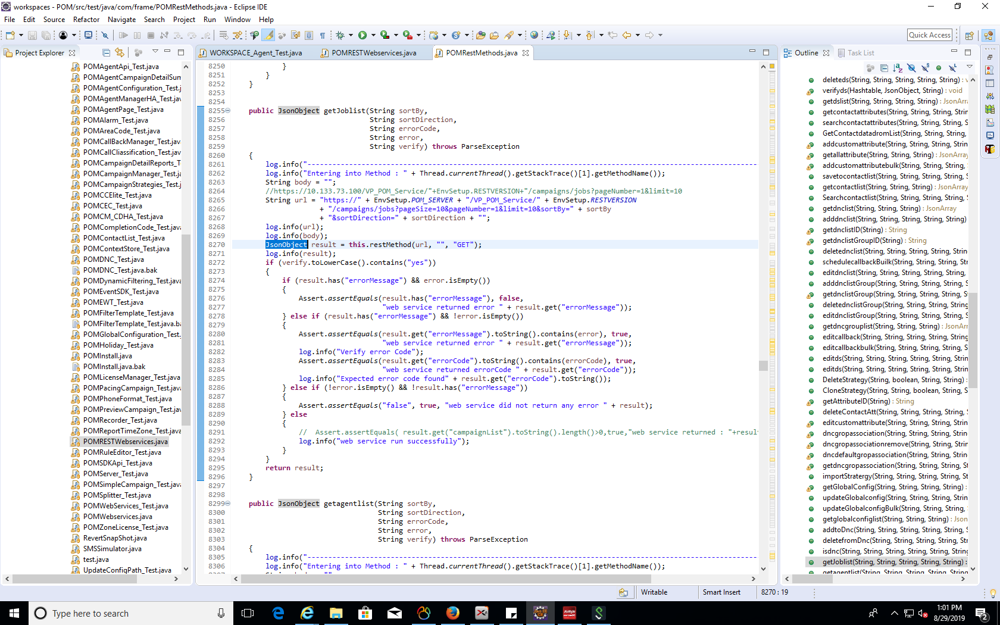 workspaces - POM/src/test/java/com/frame/POMRestMethods.java - Eclipse IDE
File Edit Source Refactor Navigate Search Project Run Window Help
Quick Access
Project Explorer
POMAgentApi_Test.java
POMAgentCampaignDetailSum
POMAgentConfiguration_Test.j
POMAgentManagerHA_Test.jav
POMAgentPage_Test.java
POMAlarm_Test.java
POMAreaCode_Test.java
POMCallBackManager_Test.jav
POMCallCliassification_Test.jav
POMCampaignDetailReports_T
POMCampaignManager_Test.j
POMCampaignStrategies_Test.j
POMCCElite_Test.java
POMCEC_Test.java
POMCM_CDHA_Test.java
POMCompletionCode_Test.java
POMContactList_Test.java
POMContextStore_Test.java
POMDNC_Test.java
POMDNC_Test.java.bak
POMDynamicFiltering_Test.java
POMEventSDK_Test.java
POMEWT_Test.java
POMFilterTemplate_Test.java
POMFilterTemplate_Test.java.ba
POMGlobalConfiguration_Test.
POMHoliday_Test.java
POMInstall.java
POMInstall.java.bak
POMLicenseManager_Test.java
POMPacingCampaign_Test.java
POMPhoneFormat_Test.java
POMPreviewCampaign_Test.jav
POMRecorder_Test.java
POMReportTimeZone_Test.java
POMRESTWebservices.java
POMRuleEditor_Test.java
POMSDKApi_Test.java
POMServer_Test.java
POMSimpleCampaign_Test.java
POMSplitter_Test.java
POMWebServices_Test.java
POMWebservices.java
POMZoneLicense_Test.java
RevertSnapShot.java
SMSSimulator.java
test.java
UpdateConfigPath_Test.java
WORKSPACE_Agent_Test.java POMRESTWebservices.java POMRestMethods.java
8250 }
8251 }
8252 }
8253
8254
8255 public JsonObject getJoblist(String sortBy,
8256 String sortDirection,
8257 String errorCode,
8258 String error,
8259 String verify) throws ParseException
8260 {
8261 log.info("------------------------------------------------------------------------------------------------------------
8262 log.info("Entering into Method : " + Thread.currentThread().getStackTrace()[1].getMethodName());
8263 String body = "";
8264 //https://10.133.73.100/VP_POM_Service/"+EnvSetup.RESTVERSION+"/campaigns/jobs?pageNumber=1&limit=10
8265 String url = "https://" + EnvSetup.POM_SERVER + "/VP_POM_Service/" + EnvSetup.RESTVERSION
8266 + "/campaigns/jobs?pageSize=10&pageNumber=1&limit=10&sortBy=" + sortBy
8267 + "&sortDirection=" + sortDirection + "";
8268 log.info(url);
8269 log.info(body);
8270 JsonObject result = this.restMethod(url, "", "GET");
8271 log.info(result);
8272 if (verify.toLowerCase().contains("yes"))
8273 {
8274 if (result.has("errorMessage") && error.isEmpty())
8275 {
8276 Assert.assertEquals(result.has("errorMessage"), false,
8277 "web service returned error " + result.get("errorMessage"));
8278 } else if (result.has("errorMessage") && !error.isEmpty())
8279 {
8280 Assert.assertEquals(result.get("errorMessage").toString().contains(error), true,
8281 "web service returned error " + result.get("errorMessage"));
8282 log.info("Verify error Code");
8283 Assert.assertEquals(result.get("errorCode").toString().contains(errorCode), true,
8284 "web service returned errorCode " + result.get("errorCode"));
8285 log.info("Expected error code found" + result.get("errorCode").toString());
8286 } else if (!error.isEmpty() && !result.has("errorMessage"))
8287 {
8288 Assert.assertEquals("false", true, "web service did not return any error " + result);
8289 } else
8290 {
8291 // Assert.assertEquals( result.get("campaignList").toString().length()>0,true,"web service returned : "+resul
8292 log.info("web service run successfully");
8293 }
8294 }
8295 return result;
8296 }
8297
8298
8299 public JsonObject getagentlist(String sortBy,
8300 String sortDirection,
8301 String errorCode,
8302 String error,
8303 String verify) throws ParseException
8304 {
8305 log.info("------------------------------------------------------------------------------------------------------------
8306 log.info("Entering into Method : " + Thread.currentThread().getStackTrace()[1].getMethodName());
Outline Task List
deleteds(String, String, String, String, String) : v
verifyds(Hashtable, JsonObject, String) : void
getdslist(String, String, String, String) : JsonArra
getcontactattributes(String, String, String, String
searchcontactattributes(String, String, String, S
GetContactdatadromList(String, String, String, S
addcustomattribute(String, String, String, String
getallattribute(String, String, String) : JsonArray
addcustomattributebulk(String, String, String, S
savetocontactlist(String, String, String, String, S
getcontactlist(String, String, String) : JsonArray
Searchcontactlist(String, String, String, String, S
getdnclist(String, String, String) : JsonArray
adddnclist(String, String, String, String, String, S
getdnclistID(String) : String
getdnclistGroupID(String) : String
deletednclist(String, String, String, String, String
schedulecallbackBuilk(String, String, String, Strin
editdnclist(String, String, String, String, String, S
adddnclistGroup(String, String, String, String, S
getdnclistGroup(String, String, String, String, Str
deletednclistGroup(String, String, String, String,
editdnclistGroup(String, String, String, String, St
getdncgrouplist(String, String, String) : JsonArr
editcallback(String, String, String, String, String,
editcallbackbulk(String, String, String, String, Str
editds(String, String, String, String, String, Strin
editds(String, String, String, String, String, Strin
DeleteStrategy(String, boolean, String, String) :
CloneStrategy(String, String, boolean, String, S
getAttributeID(String) : String
deleteContactAtt(String, String, String, String, S
editcustomattribute(String, String, String, String,
dncgropassociation(String, String, String, String,
dncgropassociationremove(String, String, String
dncdefaultgropassociation(String, String, String,
getdncgropassociation(String, String, String, Str
importStratergy(String, String, String, String, St
getGlobalConfig(String, String, String, String, St
updateGlobalconfig(String, String, String, String,
updateGlobalconfigBulk(String, String, String,
getglobalconfiglist(String, String, String) : Json
addtoDnc(String, String, String, String, String, S
deletefromDnc(String, String, String, String, Str
isdnc(String, String, String, String, String, String
getJoblist(String, String, String, String, String) :
getagentlist(String, String, String, String, String
Writable Smart Insert 8270 : 19
Type here to search
1:01 PM
8/29/2019
2